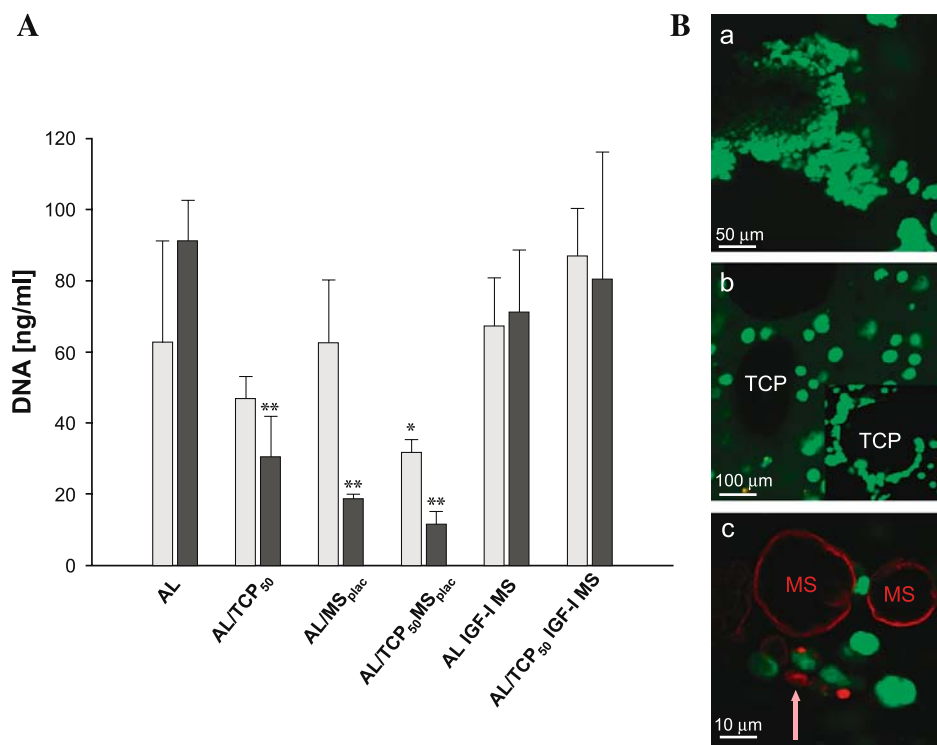 A
B
120
100
80
60
40
20
0
DNA [ng/ml]
**
**
*
**
AL
AL/TCP₅₀
AL/MSplac
AL/TCP₅₀MSplac
AL IGF-I MS
AL/TCP₅₀ IGF-I MS
a
50 µm
b
TCP
TCP
100 µm
c
MS
MS
10 µm